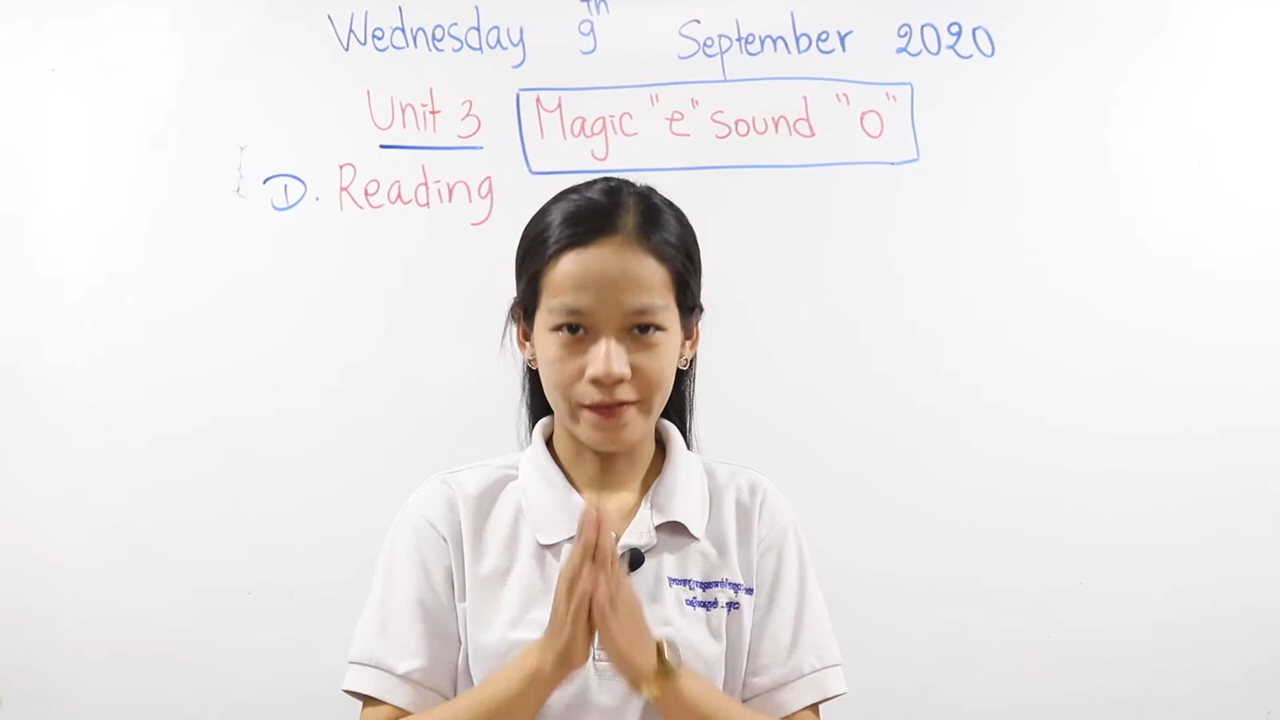 Wednesday 9th September 2020
Unit 3 Magic "e" sound "o"
D. Reading